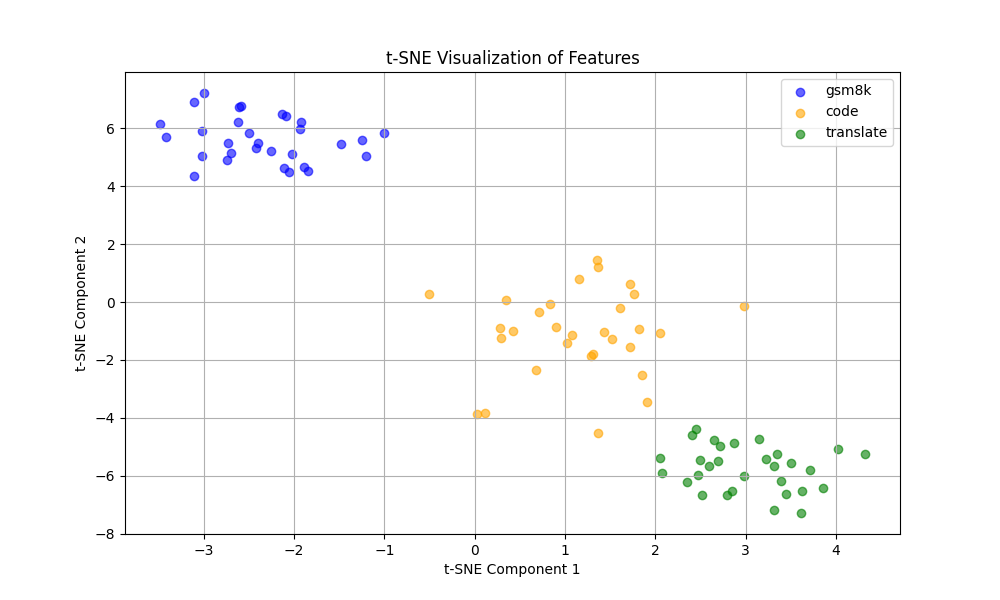 t-SNE Visualization of Features
gsm8k
code
translate
t-SNE Component 2
6
4
2
0
−2
−4
−6
−8
−3
−2
−1
0
1
2
3
4
t-SNE Component 1